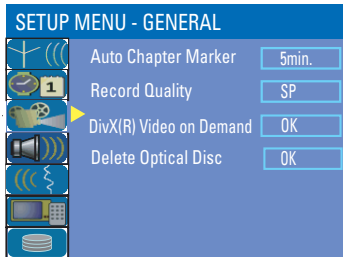 SETUP MENU - GENERAL
Auto Chapter Marker 5min.
1
Record Quality SP
DivX(R) Video on Demand OK
Delete Optical Disc OK